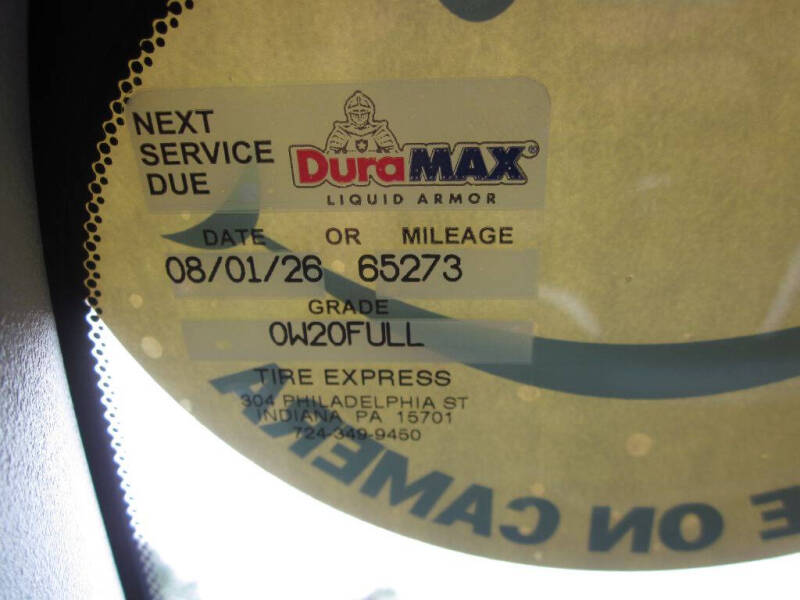 NEXT
SERVICE
DUE
DuraMAX®
LIQUID ARMOR
DATE OR MILEAGE
08/01/26 65273
GRADE
0W20FULL
TIRE EXPRESS
304 PHILADELPHIA ST
INDIANA PA 15701
724-349-9450
E ON CAMERA